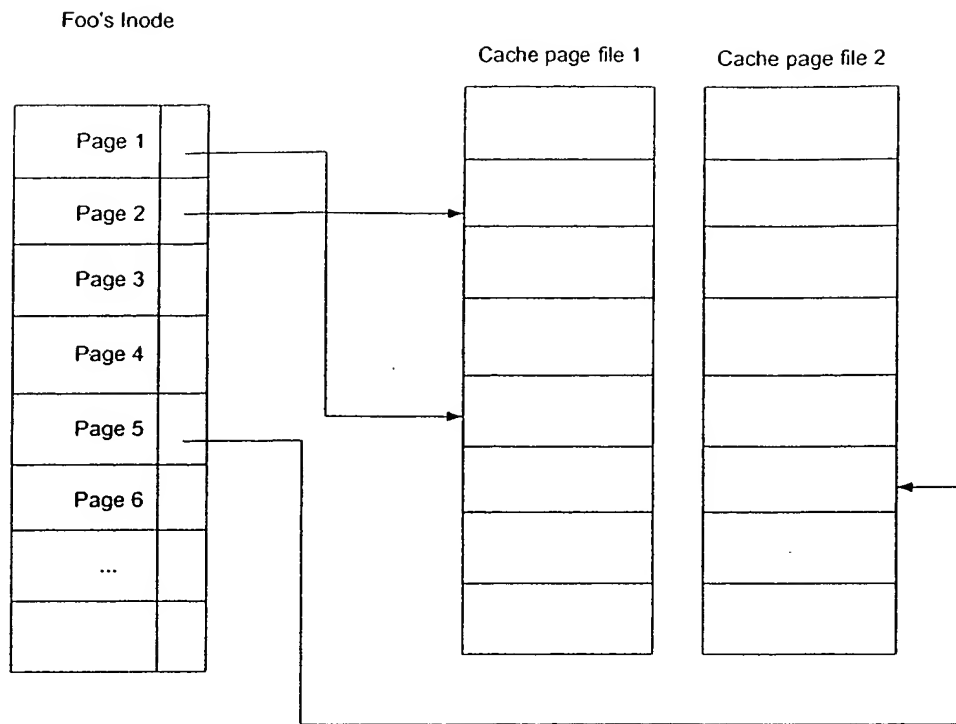 Foo's Inode
Cache page file 1
Cache page file 2
Page 1
Page 2
Page 3
Page 4
Page 5
Page 6
...